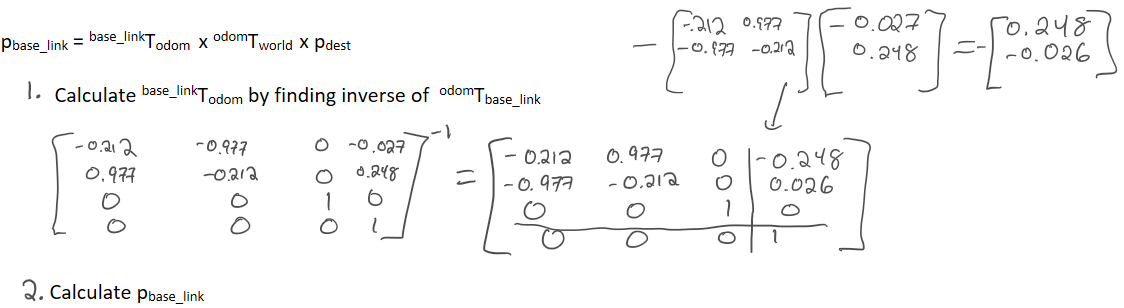 pbase_link = base_linkTodom x odomTworld x pdest
- [-.212 0.977] [-0.027] = - [0.248]
[-0.977 -0.212] [0.248] [-0.026]
1. Calculate base_linkTodom by finding inverse of odomTbase_link
[-0.212 -0.977 0 -0.027]-1 = [-0.212 0.977 0 | -0.248]
0.977 -0.212 0 0.248 -0.977 -0.212 0 | 0.026
0 0 1 0 0 0 1 | 0
0 0 0 1 0 0 0 | 1
2. Calculate pbase_link